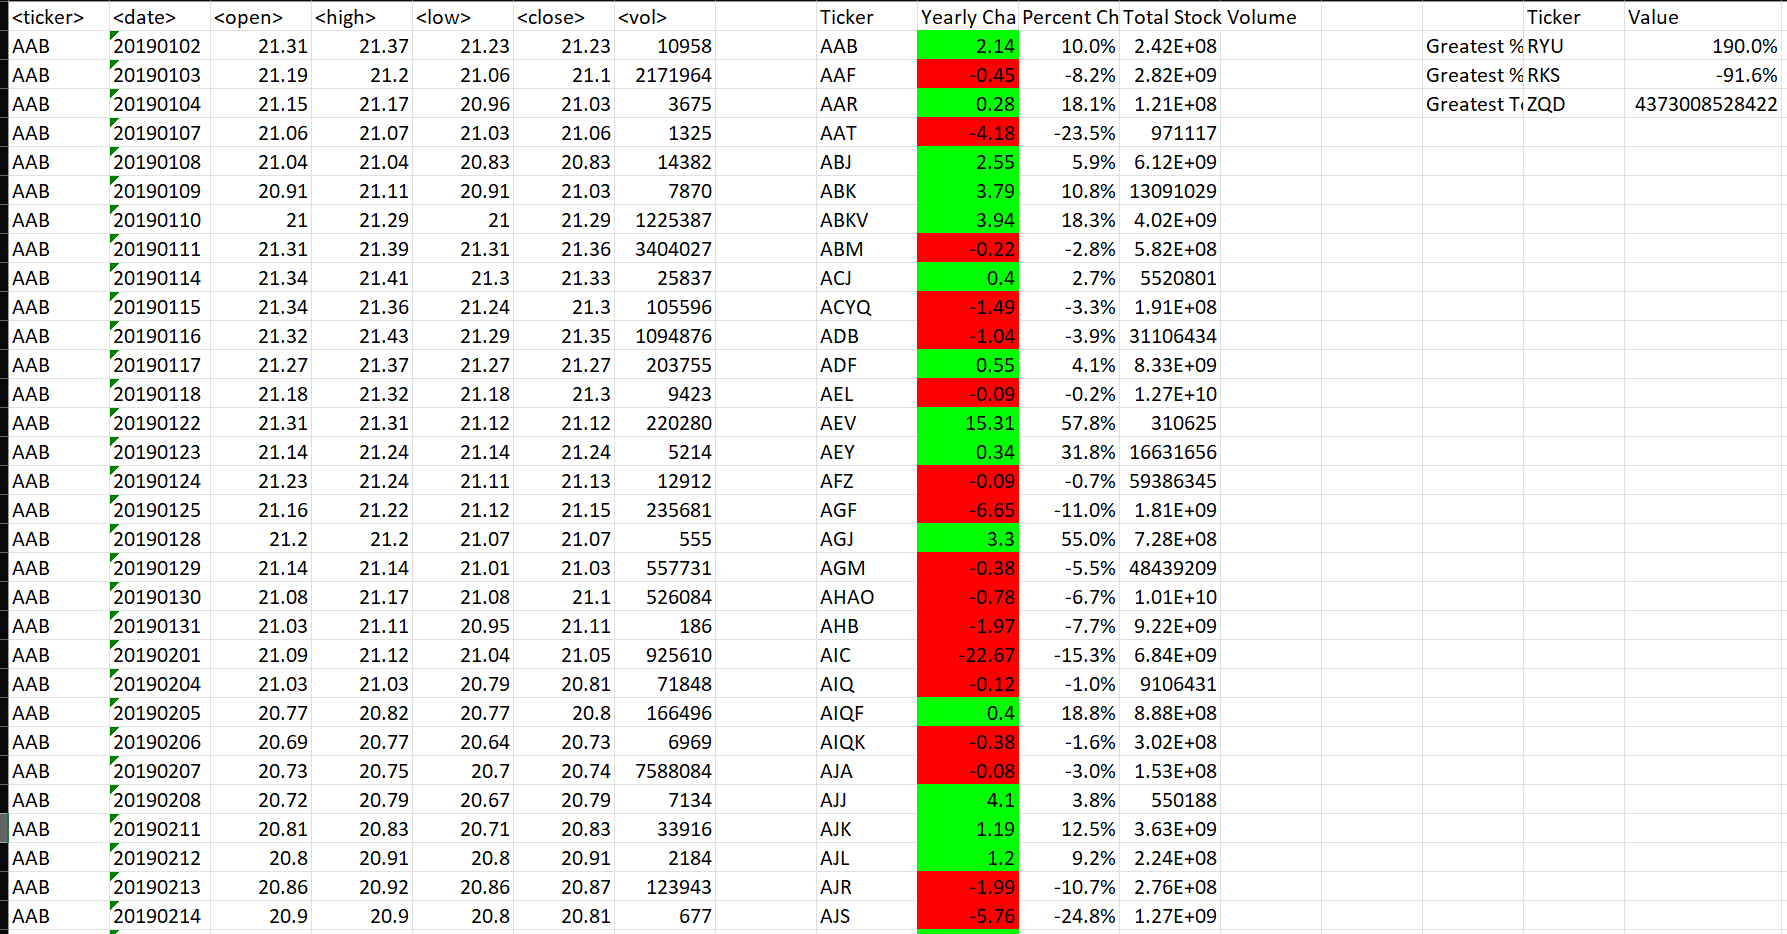 <ticker> <date> <open> <high> <low> <close> <vol> Ticker Yearly Cha Percent Ch Total Stock Volume Ticker Value
AAB 20190102 21.31 21.37 21.23 21.23 10958 AAB 2.14 10.0% 2.42E+08 Greatest % RYU 190.0%
AAB 20190103 21.19 21.2 21.06 21.1 2171964 AAF -0.45 -8.2% 2.82E+09 Greatest % RKS -91.6%
AAB 20190104 21.15 21.17 20.96 21.03 3675 AAR 0.28 18.1% 1.21E+08 Greatest To ZQD 4373008528422
AAB 20190107 21.06 21.07 21.03 21.06 1325 AAT -4.18 -23.5% 971117
AAB 20190108 21.04 21.04 20.83 20.83 14382 ABJ 2.55 5.9% 6.12E+09
AAB 20190109 20.91 21.11 20.91 21.03 7870 ABK 3.79 10.8% 13091029
AAB 20190110 21 21.29 21 21.29 1225387 ABKV 3.94 18.3% 4.02E+09
AAB 20190111 21.31 21.39 21.31 21.36 3404027 ABM -0.22 -2.8% 5.82E+08
AAB 20190114 21.34 21.41 21.3 21.33 25837 ACJ 0.4 2.7% 5520801
AAB 20190115 21.34 21.36 21.24 21.3 105596 ACYQ -1.49 -3.3% 1.91E+08
AAB 20190116 21.32 21.43 21.29 21.35 1094876 ADB -1.04 -3.9% 31106434
AAB 20190117 21.27 21.37 21.27 21.27 203755 ADF 0.55 4.1% 8.33E+09
AAB 20190118 21.18 21.32 21.18 21.3 9423 AEL -0.09 -0.2% 1.27E+10
AAB 20190122 21.31 21.31 21.12 21.12 220280 AEV 15.31 57.8% 310625
AAB 20190123 21.14 21.24 21.14 21.24 5214 AEY 0.34 31.8% 16631656
AAB 20190124 21.23 21.24 21.11 21.13 12912 AFZ -0.09 -0.7% 59386345
AAB 20190125 21.16 21.22 21.12 21.15 235681 AGF -6.65 -11.0% 1.81E+09
AAB 20190128 21.2 21.2 21.07 21.07 555 AGJ 3.3 55.0% 7.28E+08
AAB 20190129 21.14 21.14 21.01 21.03 557731 AGM -0.38 -5.5% 48439209
AAB 20190130 21.08 21.17 21.08 21.1 526084 AHAO -0.78 -6.7% 1.01E+10
AAB 20190131 21.03 21.11 20.95 21.11 186 AHB -1.97 -7.7% 9.22E+09
AAB 20190201 21.09 21.12 21.04 21.05 925610 AIC -22.67 -15.3% 6.84E+09
AAB 20190204 21.03 21.03 20.79 20.81 71848 AIQ -0.12 -1.0% 9106431
AAB 20190205 20.77 20.82 20.77 20.8 166496 AIQF 0.4 18.8% 8.88E+08
AAB 20190206 20.69 20.77 20.64 20.73 6969 AIQK -0.38 -1.6% 3.02E+08
AAB 20190207 20.73 20.75 20.7 20.74 7588084 AJA -0.08 -3.0% 1.53E+08
AAB 20190208 20.72 20.79 20.67 20.79 7134 AJJ 4.1 3.8% 550188
AAB 20190211 20.81 20.83 20.71 20.83 33916 AJK 1.19 12.5% 3.63E+09
AAB 20190212 20.8 20.91 20.8 20.91 2184 AJL 1.2 9.2% 2.24E+08
AAB 20190213 20.86 20.92 20.86 20.87 123943 AJR -1.99 -10.7% 2.76E+08
AAB 20190214 20.9 20.9 20.8 20.81 677 AJS -5.76 -24.8% 1.27E+09